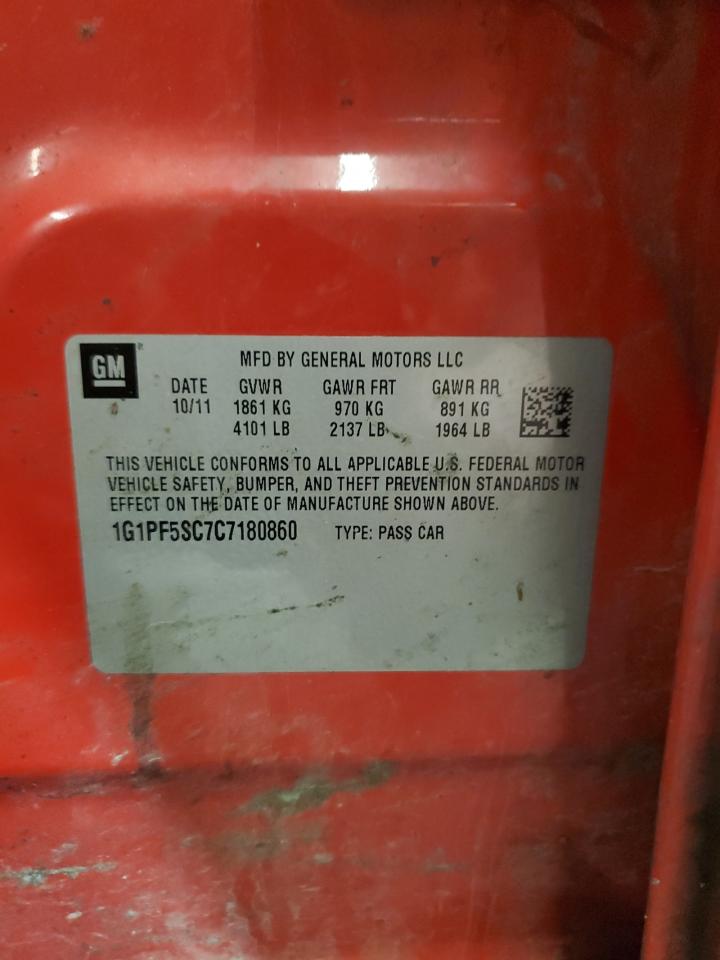 GM
MFD BY GENERAL MOTORS LLC
DATE GVWR GAWR FRT GAWR RR
10/11 1861 KG 970 KG 891 KG
4101 LB 2137 LB 1964 LB
THIS VEHICLE CONFORMS TO ALL APPLICABLE U.S. FEDERAL MOTOR
VEHICLE SAFETY, BUMPER, AND THEFT PREVENTION STANDARDS IN
EFFECT ON THE DATE OF MANUFACTURE SHOWN ABOVE.
1G1PF5SC7C7180860 TYPE: PASS CAR